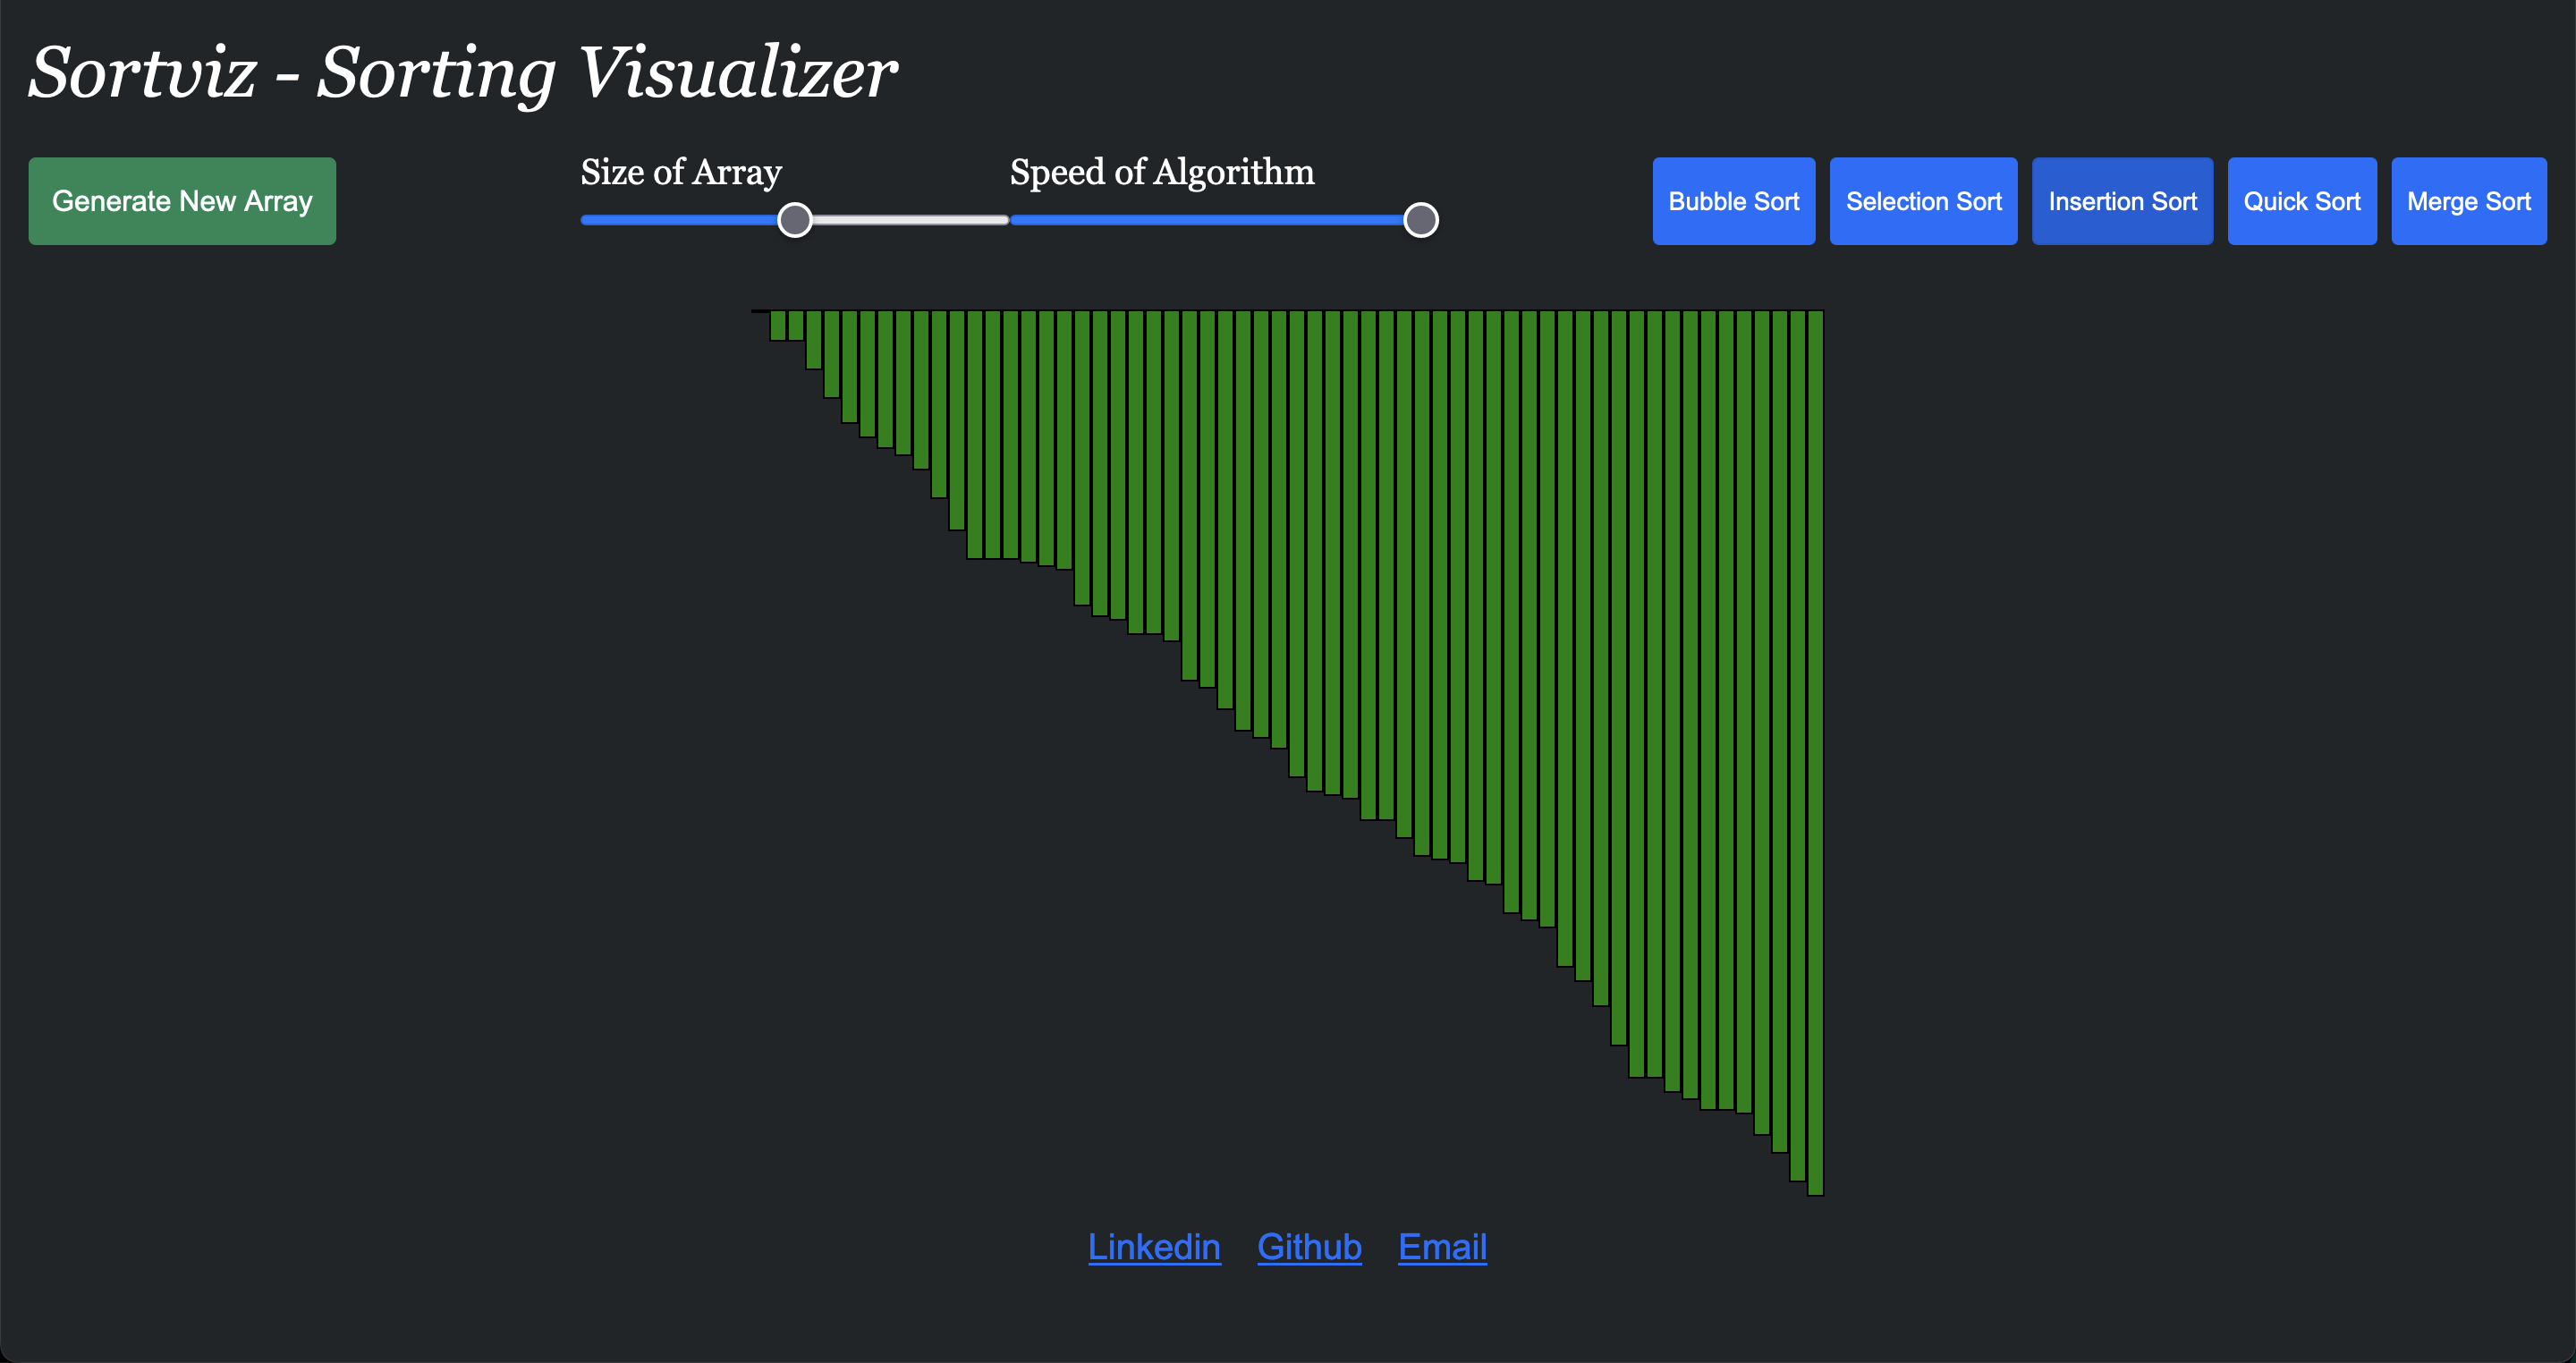 Sortviz - Sorting Visualizer
Generate New Array
Size of Array
Speed of Algorithm
Bubble Sort
Selection Sort
Insertion Sort
Quick Sort
Merge Sort
Linkedin Github Email